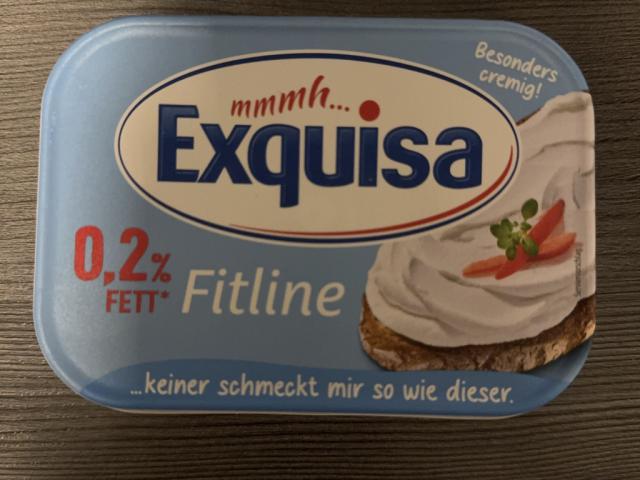 Besonders
cremig!
mmmh...
Exquisa
0,2%
FETT*
Fitline
...keiner schmeckt mir so wie dieser.